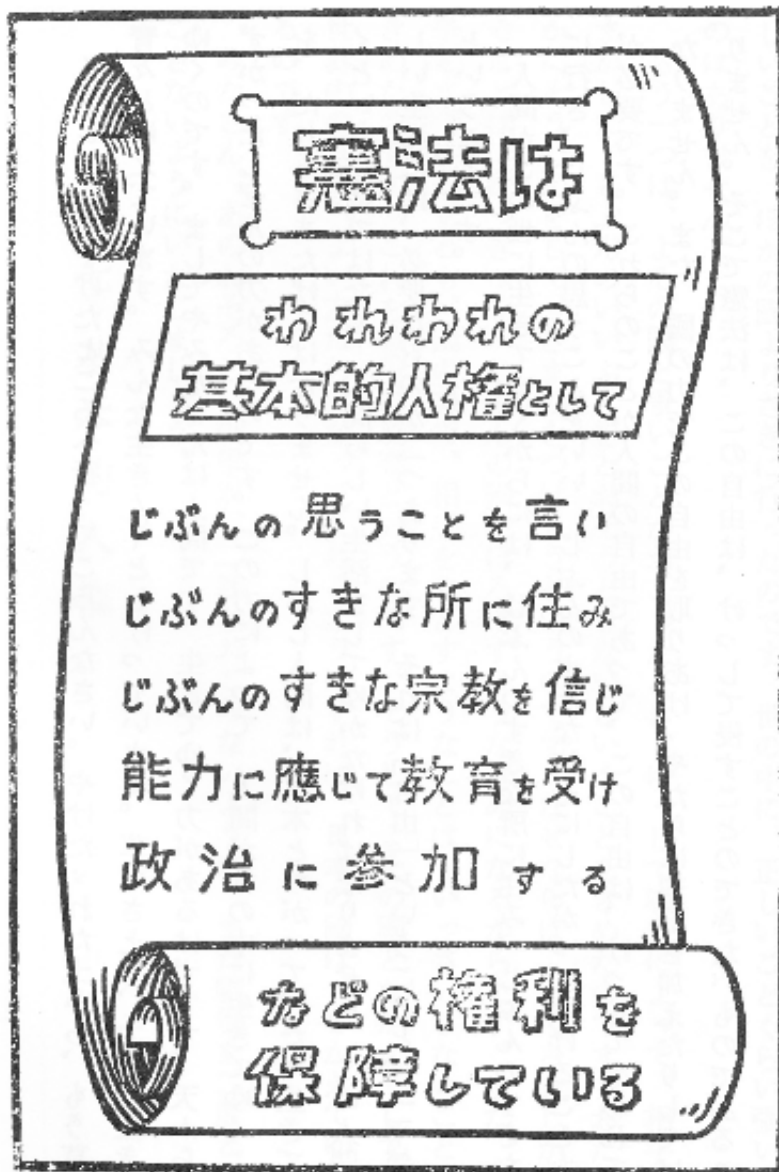 憲法は
われわれの
基本的人権として
じぶんの思うことを言い
じぶんのすきな所に住み
じぶんのすきな宗教を信じ
能力に應じて教育を受け
政治に参加する
などの権利を
保障している